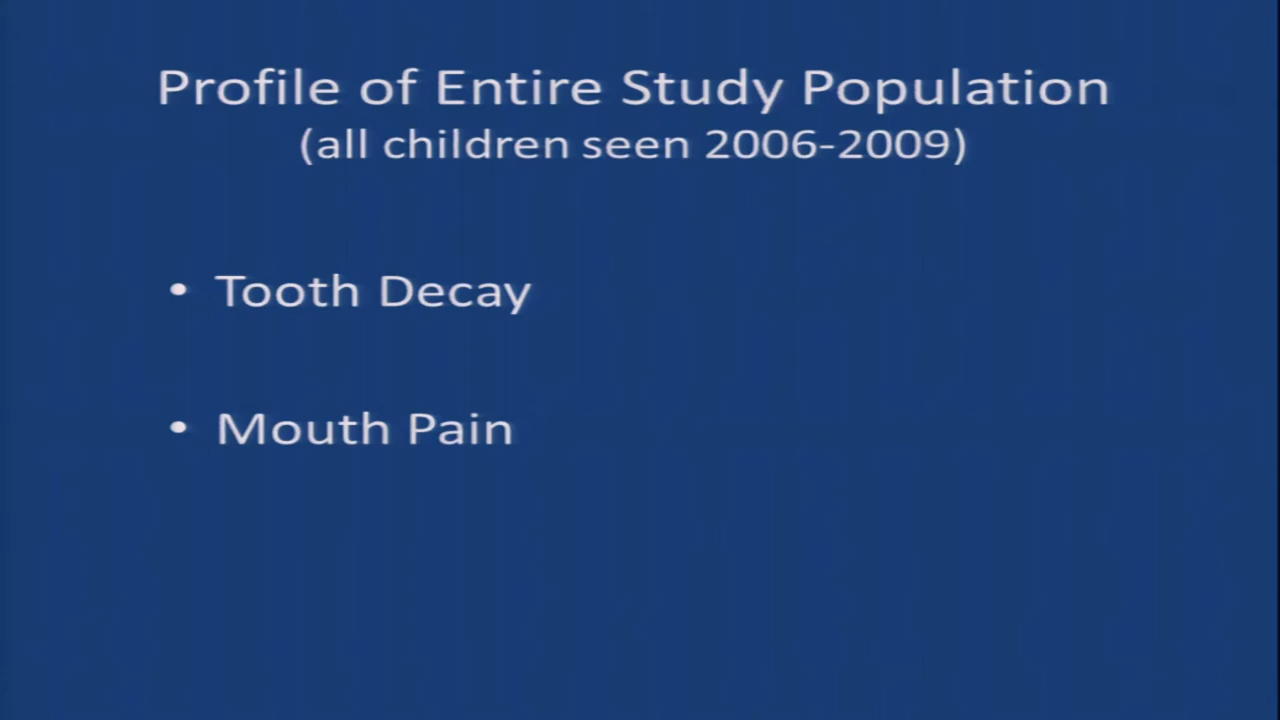 Profile of Entire Study Population
(all children seen 2006-2009)
• Tooth Decay
• Mouth Pain